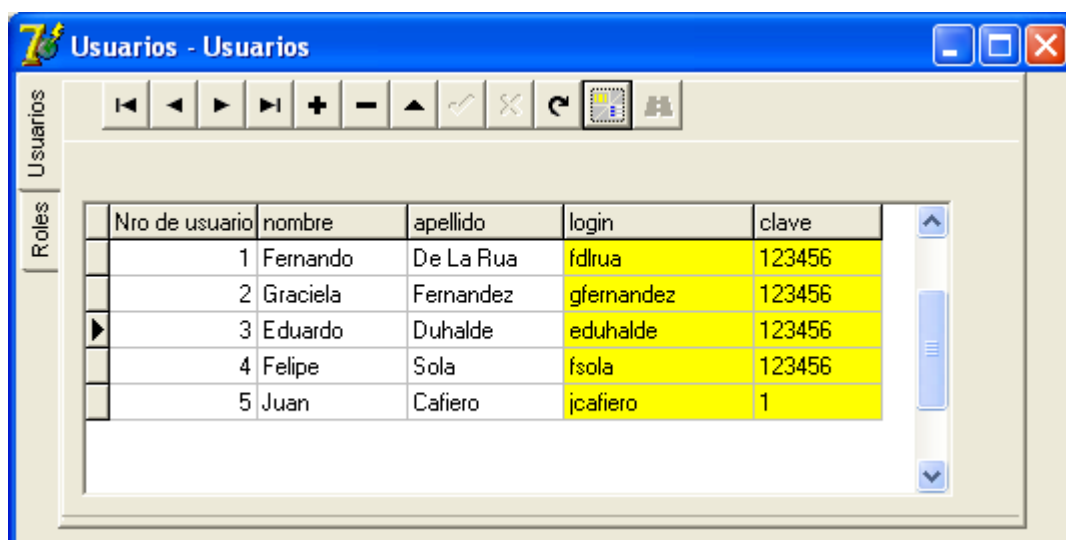 Usuarios - Usuarios
Usuarios
Roles
Nro de usuario nombre apellido login clave
1 Fernando De La Rua fdlrua 123456
2 Graciela Fernandez gfernandez 123456
3 Eduardo Duhalde eduhalde 123456
4 Felipe Sola fsola 123456
5 Juan Cafiero jcafiero 1